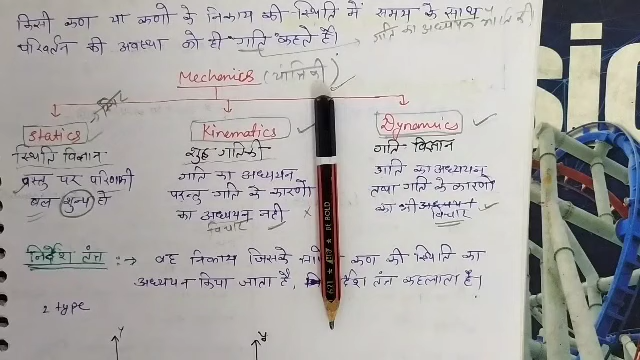 किसी कण या कणों के निकाय की स्थिति में समय के साथ
परिवर्तन की अवस्था को ही गति कहते हैं।
गति का अध्ययन
Mechanics (यांत्रिकी)
Statics
स्थिति विज्ञान
वस्तु पर परिणामी
बल शून्य हो
Kinematics
शुद्ध गतिकी
गति का अध्ययन
परन्तु गति के कारणों
का अध्ययन नहीं
विचार
Dynamics
गति विज्ञान
गति का अध्ययन
तथा गति के कारणों
का भी अध्ययन
विचार
निर्देश तंत्र :→ वह निकाय जिसके कण की स्थिति का
अध्ययन किया जाता है, तंत्र कहलाता है।
2 type
Y